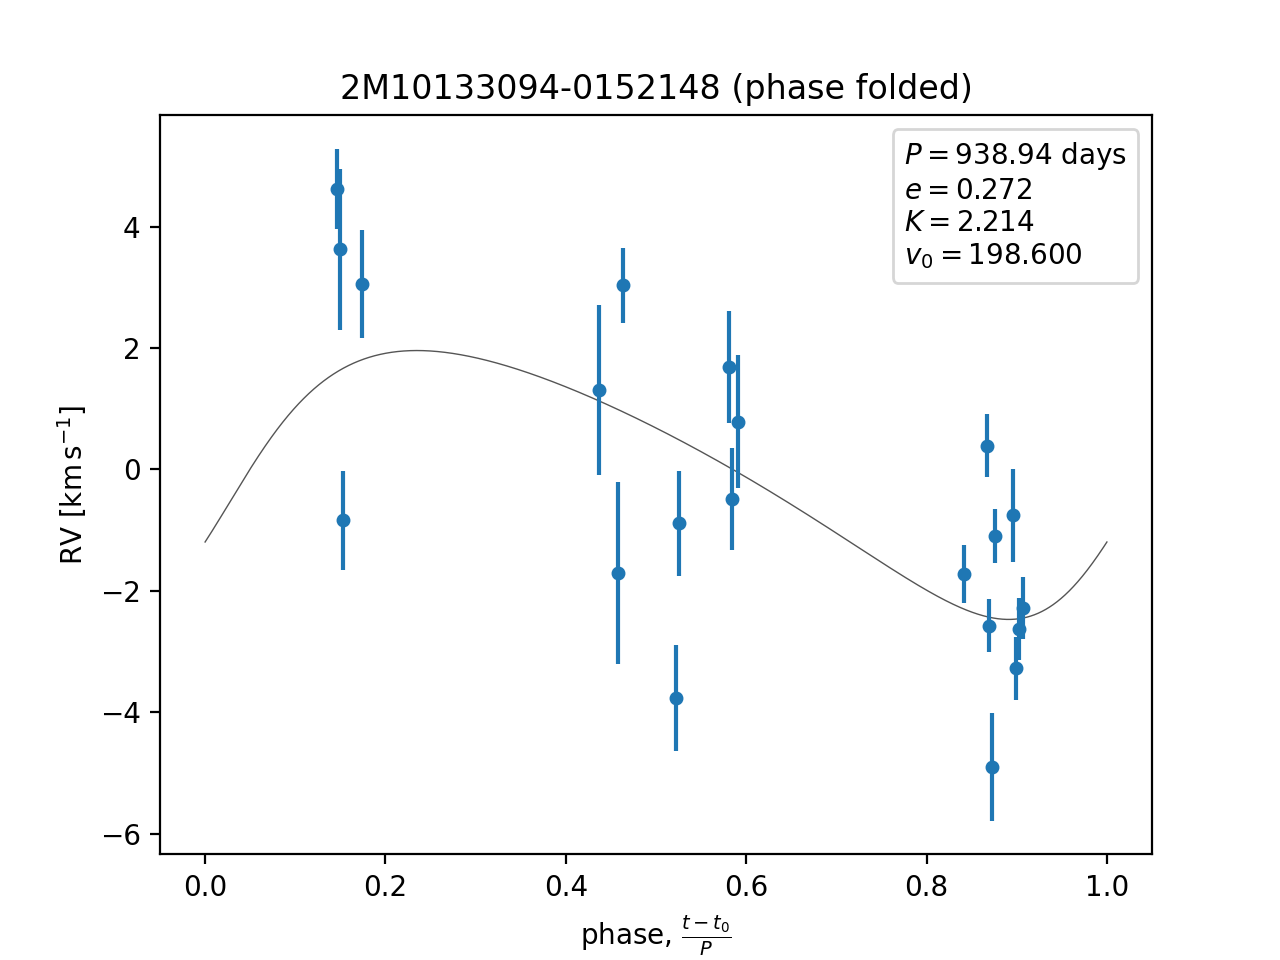 2M10133094-0152148 (phase folded)
P = 938.94 days
e = 0.272
K = 2.214
v₀ = 198.600
RV [km s⁻¹]
4
2
0
−2
−4
−6
0.0 0.2 0.4 0.6 0.8 1.0
phase, (t − t₀)/P